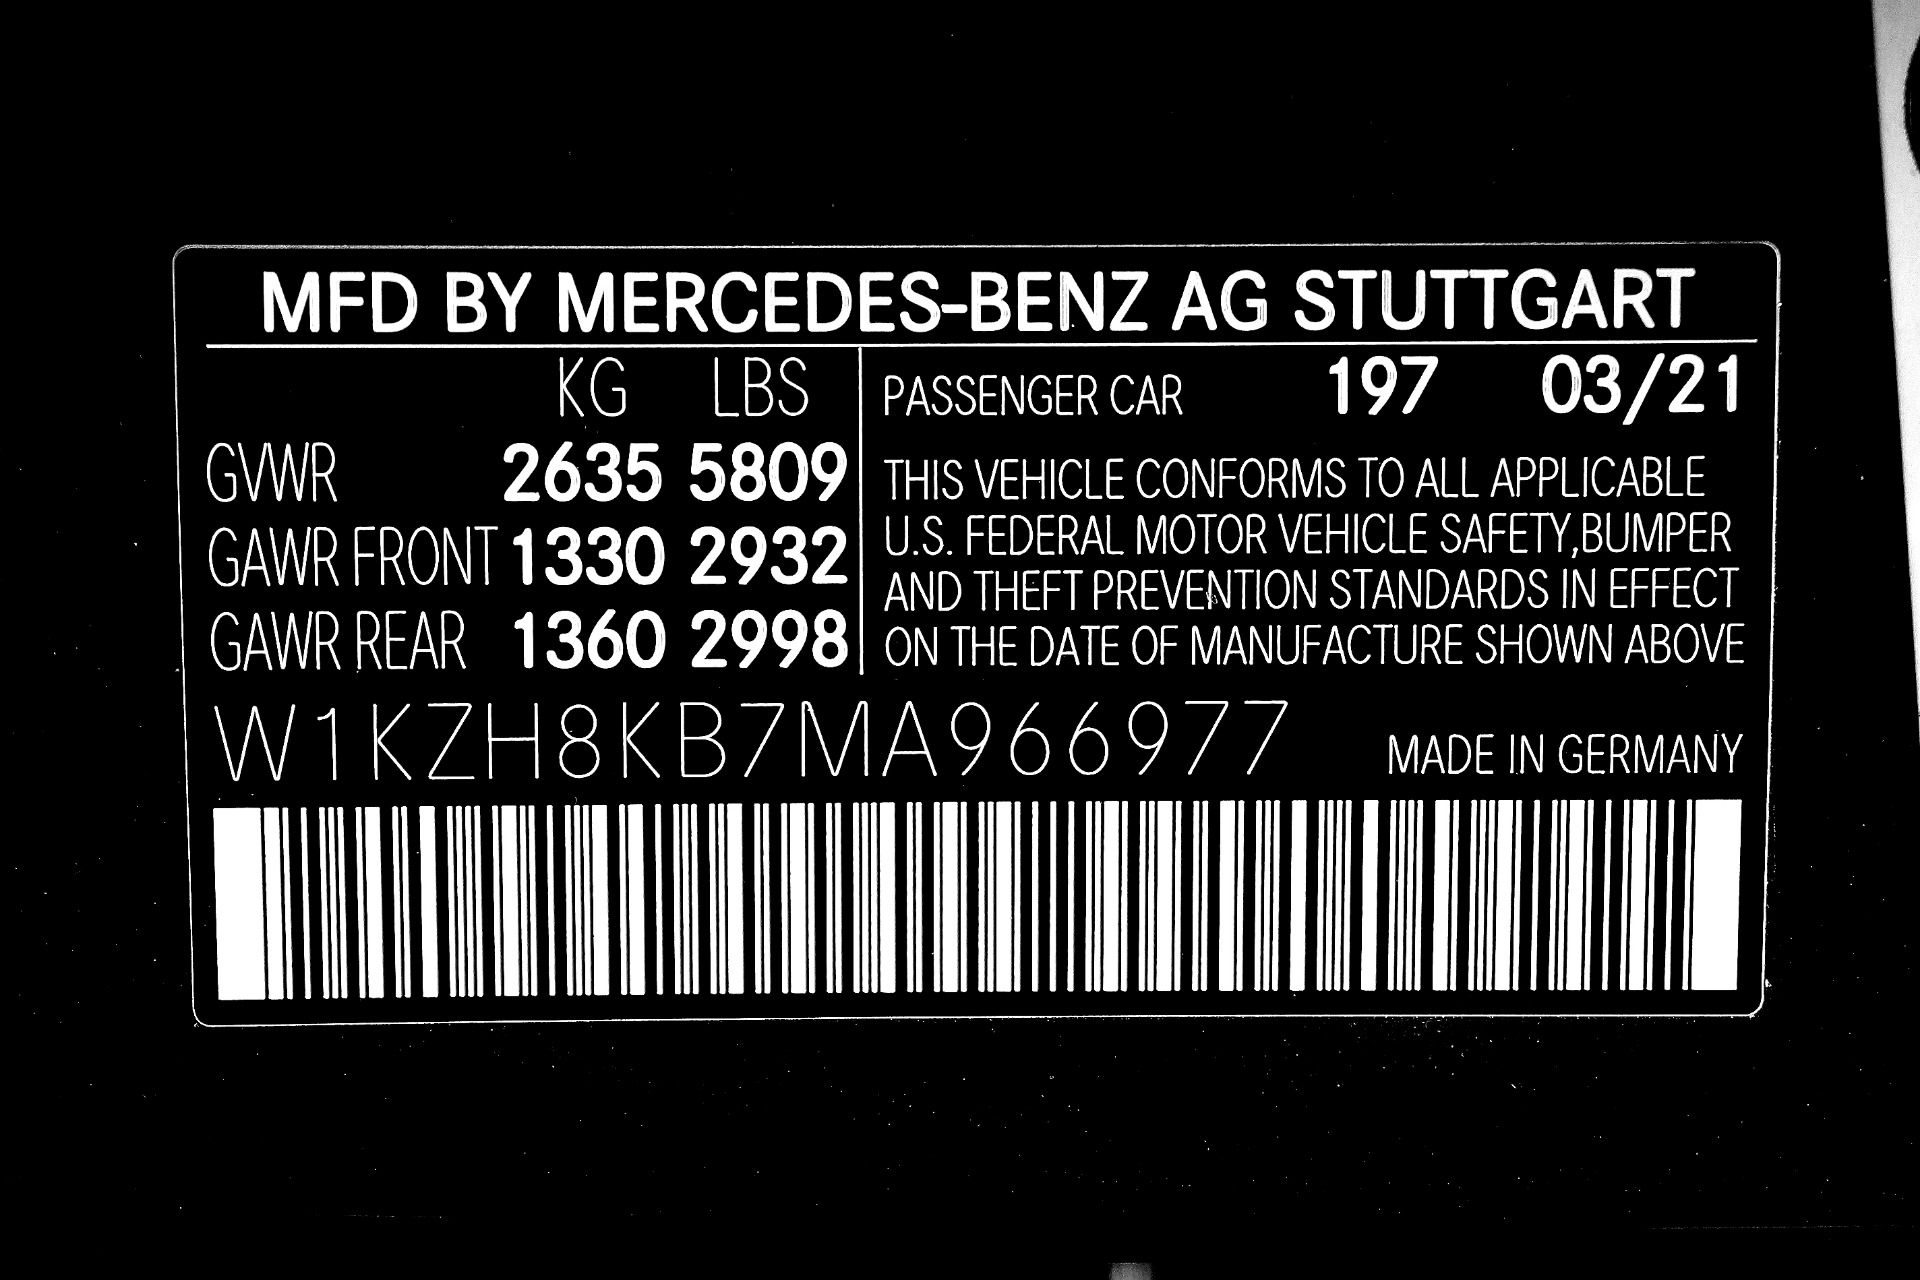 MFD BY MERCEDES-BENZ AG STUTTGART
KG LBS
GVWR 2635 5809
GAWR FRONT 1330 2932
GAWR REAR 1360 2998
PASSENGER CAR 197 03/21
THIS VEHICLE CONFORMS TO ALL APPLICABLE
U.S. FEDERAL MOTOR VEHICLE SAFETY,BUMPER
AND THEFT PREVENTION STANDARDS IN EFFECT
ON THE DATE OF MANUFACTURE SHOWN ABOVE
W1KZH8KB7MA966977
MADE IN GERMANY